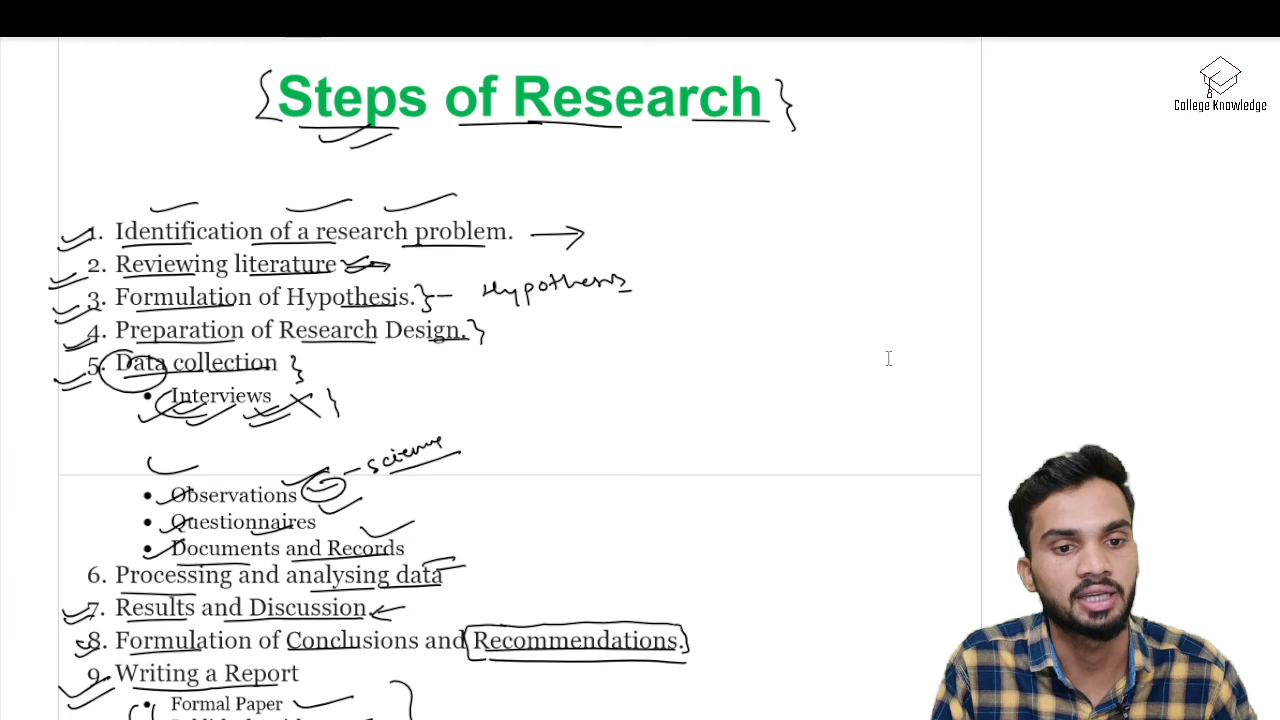 Steps of Research
College Knowledge
1. Identification of a research problem.
2. Reviewing literature
3. Formulation of Hypothesis. Hypothesis
4. Preparation of Research Design.
5. Data collection
• Interviews
science
• Observations
• Questionnaires
• Documents and Records
6. Processing and analysing data
7. Results and Discussion
8. Formulation of Conclusions and Recommendations.
9. Writing a Report
• Formal Paper